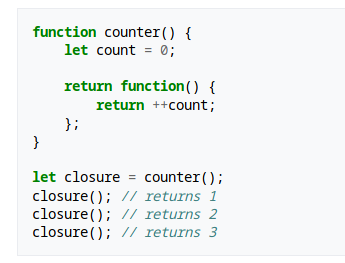 function counter() {
    let count = 0;

    return function() {
        return ++count;
    };
}

let closure = counter();
closure(); // returns 1
closure(); // returns 2
closure(); // returns 3